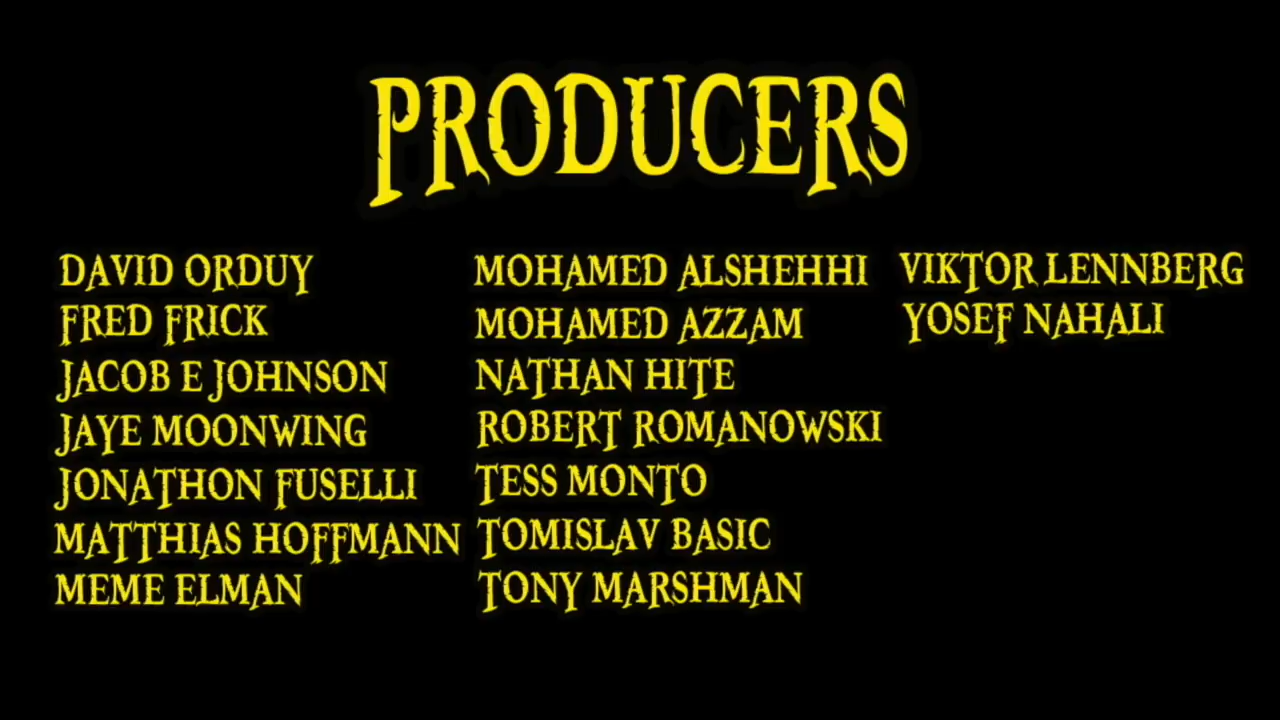 PRODUCERS
DAVID ORDUY
FRED FRICK
JACOB E JOHNSON
JAYE MOONWING
JONATHON FUSELLI
MATTHIAS HOFFMANN
MEME ELMAN
MOHAMED ALSHEHHI
MOHAMED AZZAM
NATHAN HITE
ROBERT ROMANOWSKI
TESS MONTO
TOMISLAV BASIC
TONY MARSHMAN
VIKTOR LENNBERG
YOSEF NAHALI